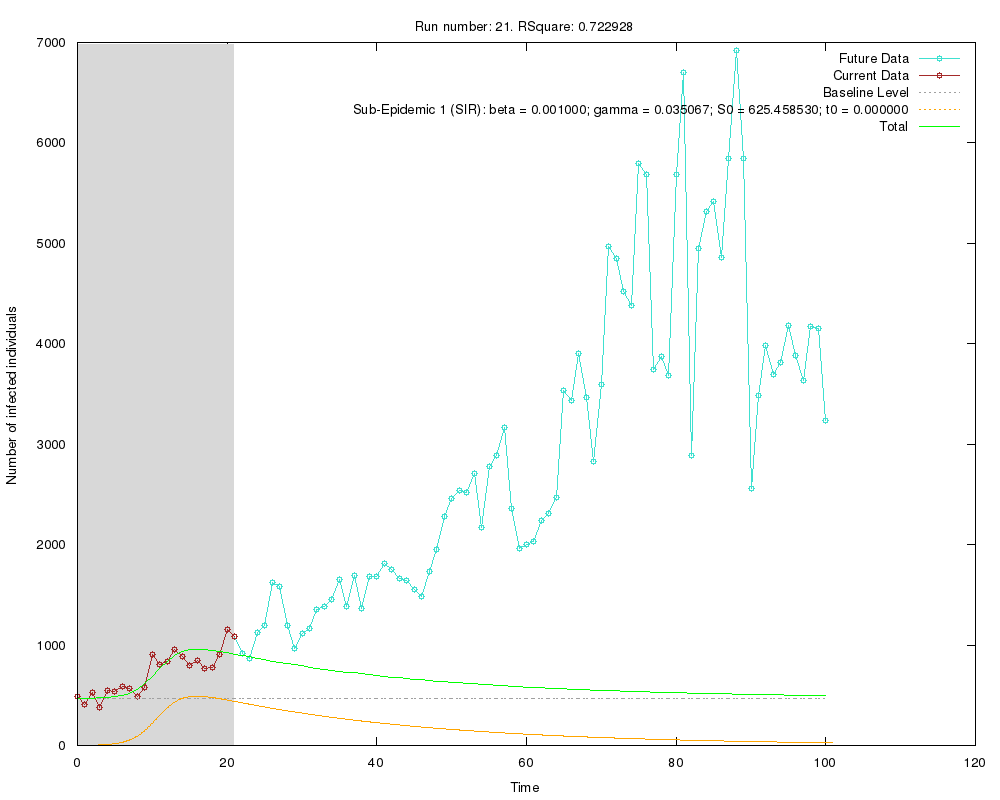 Run number: 21. RSquare: 0.722928
7000
6000
5000
4000
3000
2000
1000
0
Number of infected individuals
Future Data
Current Data
Baseline Level
Sub-Epidemic 1 (SIR): beta = 0.001000; gamma = 0.035067; S0 = 625.458530; t0 = 0.000000
Total
0 20 40 60 80 100 120
Time